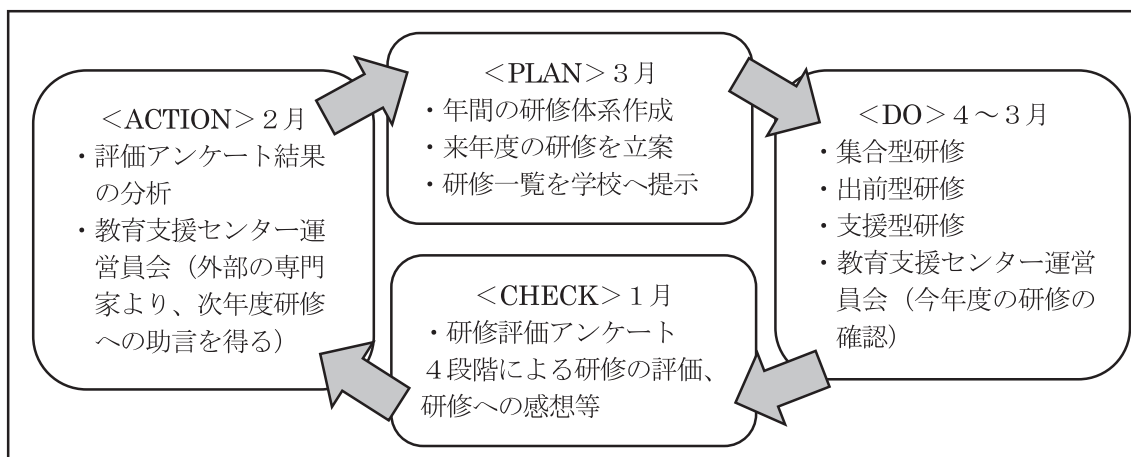 ＜PLAN＞３月
・年間の研修体系作成
・来年度の研修を立案
・研修一覧を学校へ提示
＜DO＞４～３月
・集合型研修
・出前型研修
・支援型研修
・教育支援センター運営
員会（今年度の研修の
確認）
＜CHECK＞１月
・研修評価アンケート
４段階による研修の評価、
研修への感想等
＜ACTION＞２月
・評価アンケート結果
の分析
・教育支援センター運
営員会（外部の専門
家より、次年度研修
への助言を得る）